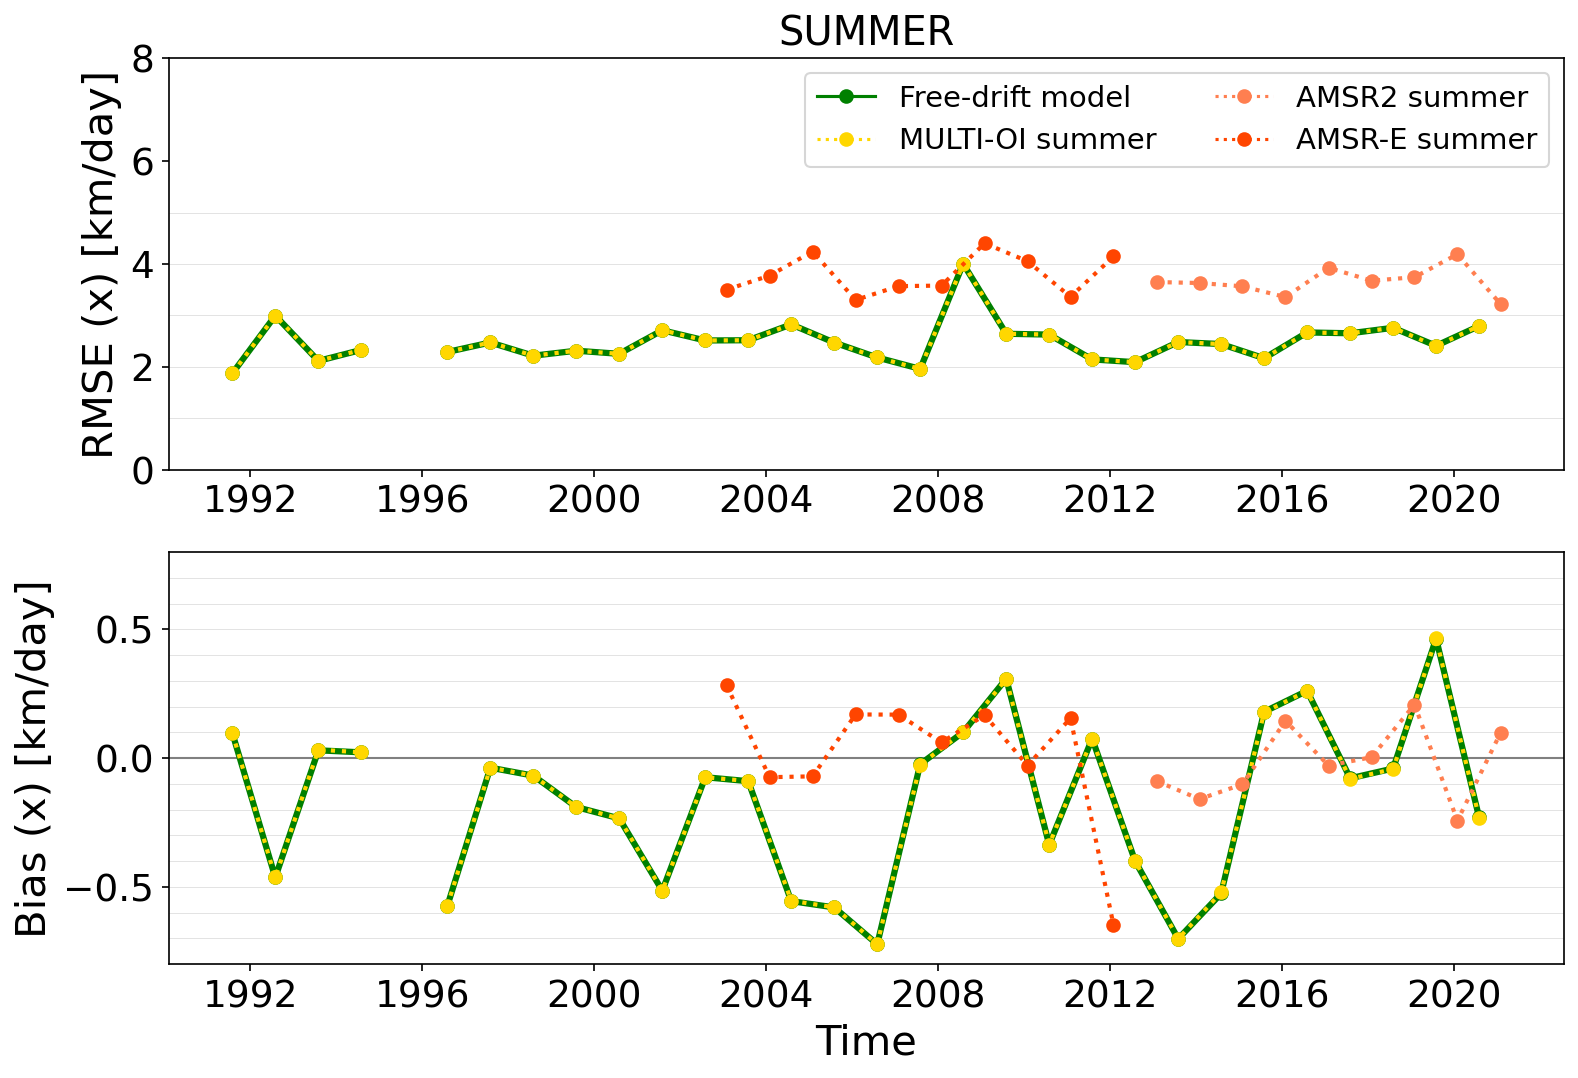 SUMMER
RMSE (x) [km/day]
8
6
4
2
0
Free-drift model
MULTI-OI summer
AMSR2 summer
AMSR-E summer
1992 1996 2000 2004 2008 2012 2016 2020
Bias (x) [km/day]
0.5
0.0
−0.5
1992 1996 2000 2004 2008 2012 2016 2020
Time